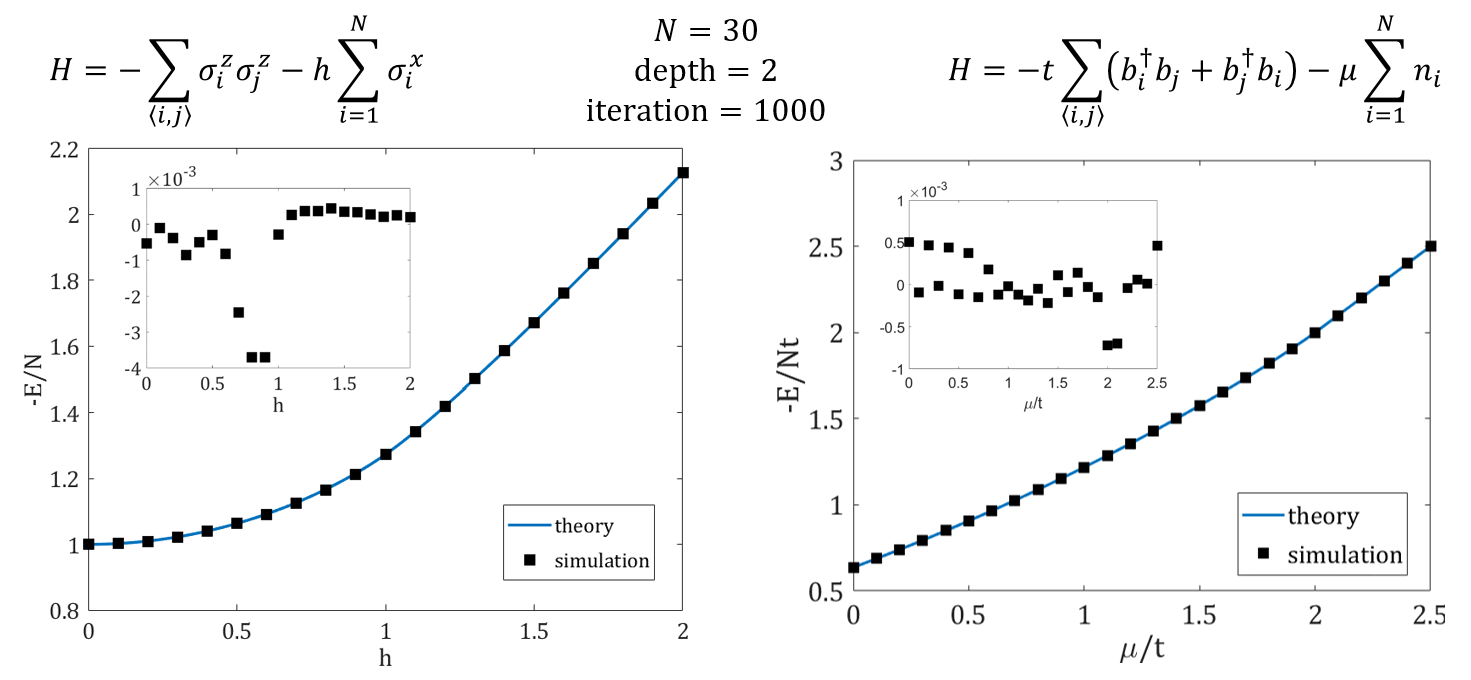 H = −∑⟨i,j⟩ σᵢᶻσⱼᶻ − h∑ᵢ₌₁ᴺ σᵢˣ
N = 30
depth = 2
iteration = 1000
H = −t∑⟨i,j⟩(bᵢ†bⱼ + bⱼ†bᵢ) − μ∑ᵢ₌₁ᴺ nᵢ
2.2
2
1.8
1.6
1.4
1.2
1
0.8
-E/N
0 0.5 1 1.5 2
h
×10⁻³
1
0
-1
-2
-3
-4
0 0.5 1 1.5 2
h
theory
simulation
3
2.5
2
1.5
1
0.5
-E/Nt
0 0.5 1 1.5 2 2.5
μ/t
×10⁻³
1
0.5
0
-0.5
-1
0 0.5 1 1.5 2 2.5
μ/t
theory
simulation